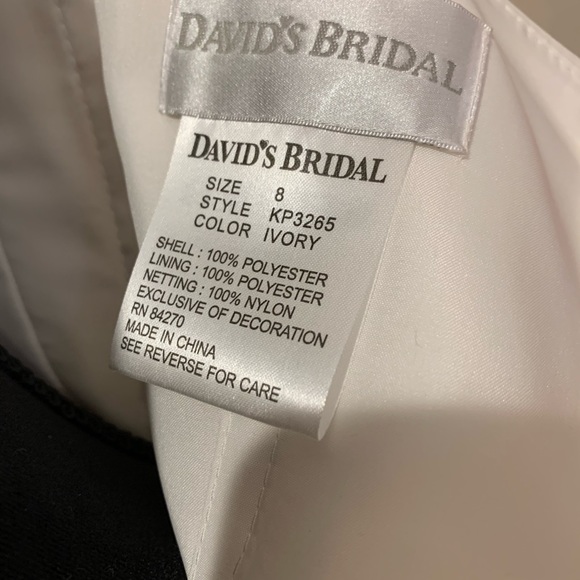 DAVID'S BRIDAL
DAVID'S BRIDAL
SIZE 8
STYLE KP3265
COLOR IVORY
SHELL : 100% POLYESTER
LINING : 100% POLYESTER
NETTING : 100% NYLON
EXCLUSIVE OF DECORATION
RN 84270
MADE IN CHINA
SEE REVERSE FOR CARE